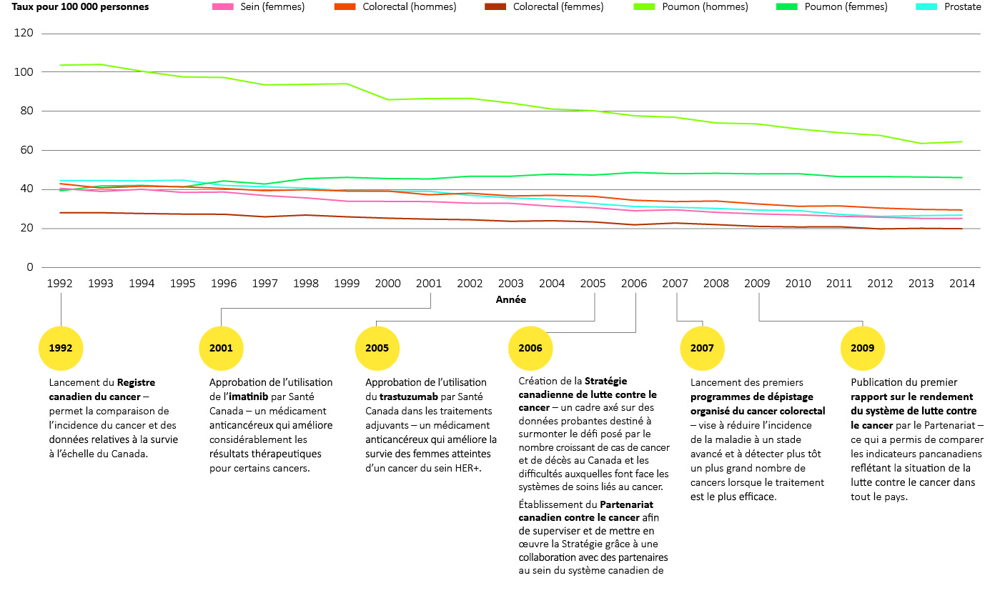 Taux pour 100 000 personnes
Sein (femmes)
Colorectal (hommes)
Colorectal (femmes)
Poumon (hommes)
Poumon (femmes)
Prostate
120
100
80
60
40
20
0
1992 1993 1994 1995 1996 1997 1998 1999 2000 2001 2002 2003 2004 2005 2006 2007 2008 2009 2010 2011 2012 2013 2014
Année
1992
Lancement du Registre
canadien du cancer –
permet la comparaison de
l’incidence du cancer et des
données relatives à la survie
à l’échelle du Canada.
2001
Approbation de l’utilisation
de l’imatinib par Santé
Canada – un médicament
anticancéreux qui améliore
considérablement les
résultats thérapeutiques
pour certains cancers.
2005
Approbation de l’utilisation
du trastuzumab par Santé
Canada dans les traitements
adjuvants – un médicament
anticancéreux qui améliore la
survie des femmes atteintes
d’un cancer du sein HER+.
2006
Création de la Stratégie
canadienne de lutte contre le
cancer – un cadre axé sur des
données probantes destiné à
surmonter le défi posé par le
nombre croissant de cas de cancer
et de décès au Canada et les
difficultés auxquelles font face les
systèmes de soins liés au cancer.
Établissement du Partenariat
canadien contre le cancer afin
de superviser et de mettre en
œuvre la Stratégie grâce à une
collaboration avec des partenaires
au sein du système canadien de
2007
Lancement des premiers
programmes de dépistage
organisé du cancer colorectal
– vise à réduire l’incidence
de la maladie à un stade
avancé et à détecter plus tôt
un plus grand nombre de
cancers lorsque le traitement
est le plus efficace.
2009
Publication du premier
rapport sur le rendement
du système de lutte contre
le cancer par le Partenariat –
ce qui a permis de comparer
les indicateurs pancanadiens
reflétant la situation de la
lutte contre le cancer dans
tout le pays.